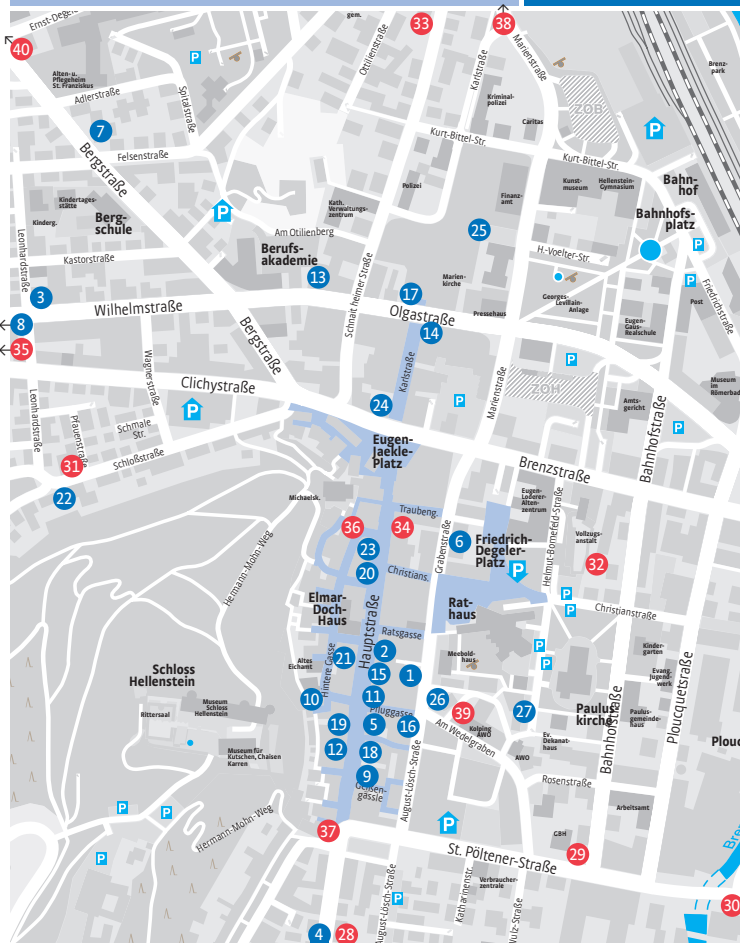 Ernst-Degel
gem.
33
38
40
P
Alten- u.
Pflegeheim
St. Franziskus
Adlerstraße
Spitalstraße
Ottilienstraße
Karlstraße
Marienstraße
Brenz-
park
Kriminal-
polizei
ZOB
Caritas
P
7
Bergstraße
Felsenstraße
Kurt-Bittel-Str.
Kurt-Bittel-Str.
Kindertages-
stätte
Kinderg.
Berg-
schule
P
Kath.
Verwaltungs-
zentrum
Polizei
Finanz-
amt
Kunst-
museum
Hellenstein-
Gymnasium
Bahn-
hof
Bahnhofs-
platz
Leonhardstraße
Kastorstraße
Am Otilienberg
Berufs-
akademie
25
H.-Voelter-Str.
P
13
Schnait heimer Straße
Marien-
kirche
P
Friedrichstraße
3
Wilhelmstraße
17
Olgastraße
Pressehaus
Georges-
Levillain-
Anlage
Post
8
14
Eugen-
Gaus-
Realschule
35
Wagnerstraße
Bergstraße
Karlstraße
Marienstraße
P
ZOH
Museum
im
Römerbad
Clichystraße
24
P
Amts-
gericht
Bahnhofstraße
Leonhardstraße
Pfauenstraße
Schmale
Str.
P
P
Eugen-
Jaekle-
Platz
31
Schloßstraße
Brenzstraße
22
Michaelsk.
Eugen-
Loderer-
Alten-
zentrum
Helmut-Bornefeld-Straße
Traubeng.
36
34
Grabenstraße
6
Friedrich-
Degeler-
Platz
P
Vollzugs-
anstalt
32
Hermann-Mohn-Weg
23
20
Christians.
P
P
Christianstraße
Elmar-
Doch-
Haus
Hauptstraße
Rat-
haus
Ratsgasse
Altes
Eichamt
Hintere Gasse
21
2
15
1
Meebold-
haus
P
P
Kinder-
garten
Evang.
Jugend-
werk
Ploucquetstraße
Schloss
Hellenstein
Rittersaal
Museum
Schloss
Hellenstein
10
11
26
39
27
Paulus-
kirche
Bahnhofstraße
Paulus-
gemeinde-
haus
Pfluggasse
19
5
16
Am Wedelgraben
Kolping
AWO
Ev.
Dekanat-
haus
Plouc
Museum für
Kutschen, Chaisen
Karren
12
18
AWO
9
August-Lösch-Straße
Rosenstraße
P
P
Arbeitsamt
Hermann-Mohn-Weg
37
P
GBH
29
Bre
P
St. Pöltener-Straße
Verbraucher-
zentrale
P
August-Lösch-Straße
Katharinenstr.
30
4
28